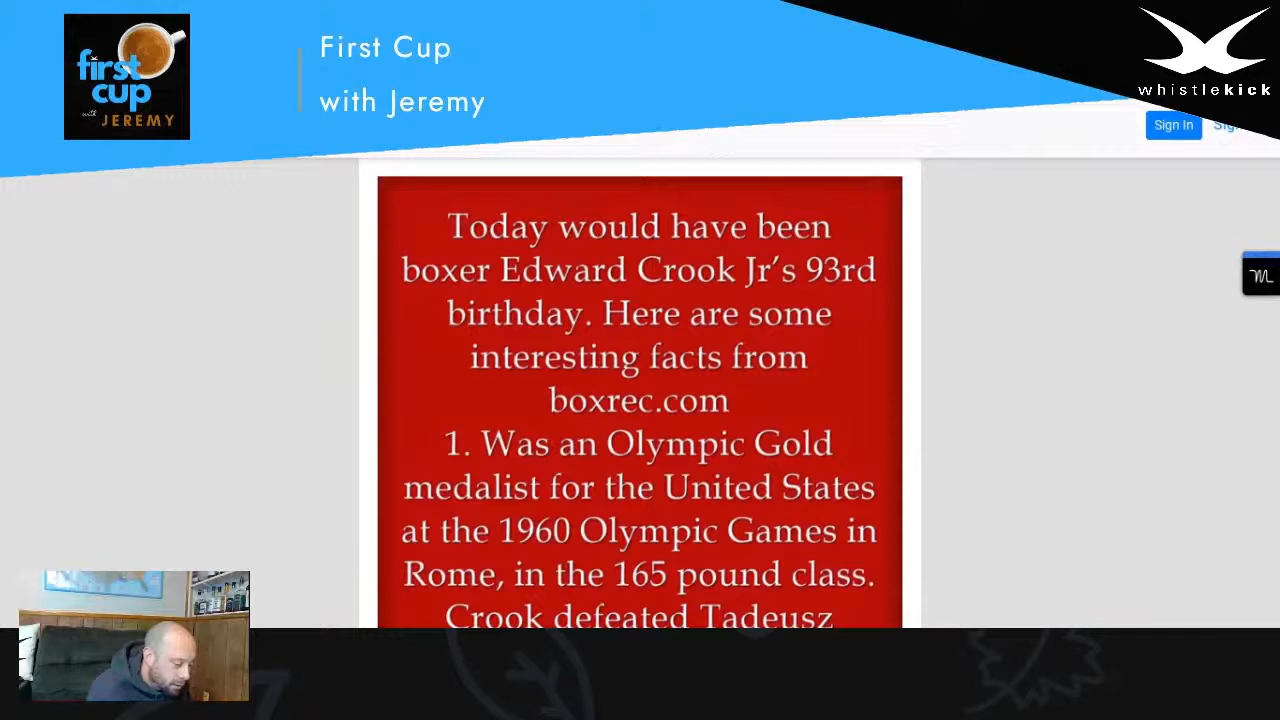 first
cup
with
JEREMY
First Cup
with Jeremy
whistlekick
Sign In
Today would have been
boxer Edward Crook Jr’s 93rd
birthday. Here are some
interesting facts from
boxrec.com
1. Was an Olympic Gold
medalist for the United States
at the 1960 Olympic Games in
Rome, in the 165 pound class.
Crook defeated Tadeusz